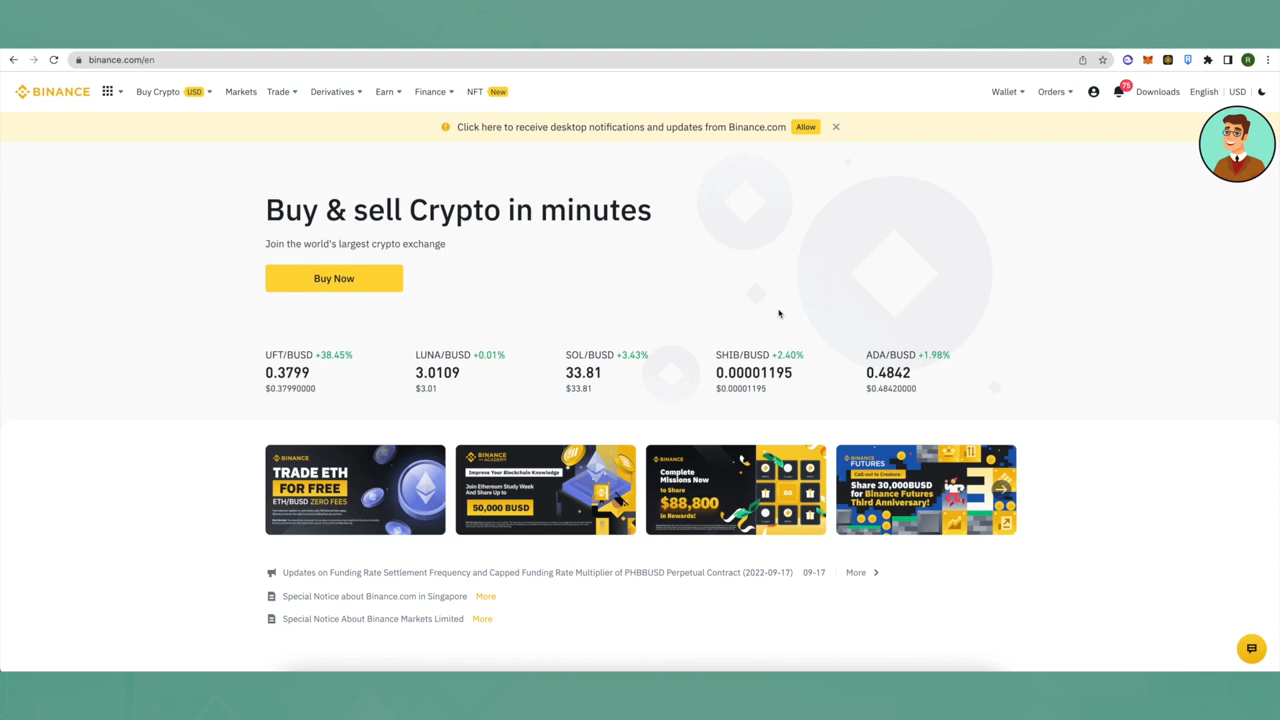 binance.com/en
R
BINANCE
Buy Crypto USD Markets Trade Derivatives Earn Finance NFT New
Wallet Orders 75 Downloads English USD
Click here to receive desktop notifications and updates from Binance.com Allow
Buy & sell Crypto in minutes
Join the world's largest crypto exchange
Buy Now
UFT/BUSD +38.45% LUNA/BUSD +0.01% SOL/BUSD +3.43% SHIB/BUSD +2.40% ADA/BUSD +1.98%
0.3799 3.0109 33.81 0.00001195 0.4842
$0.37990000 $3.01 $33.81 $0.00001195 $0.48420000
BINANCE
TRADE ETH
FOR FREE
ETH/BUSD ZERO FEES
BINANCE
ACADEMY
Improve Your Blockchain Knowledge
Join Ethereum Study Week
And Share Up to
50,000 BUSD
BINANCE
Complete
Missions Now
to Share
$88,800
in Rewards!
GO
BINANCE
FUTURES
Call-out to Creators:
Share 30,000BUSD
for Binance Futures
Third Anniversary!
Updates on Funding Rate Settlement Frequency and Capped Funding Rate Multiplier of PHBBUSD Perpetual Contract (2022-09-17) 09-17 More
Special Notice about Binance.com in Singapore More
Special Notice About Binance Markets Limited More